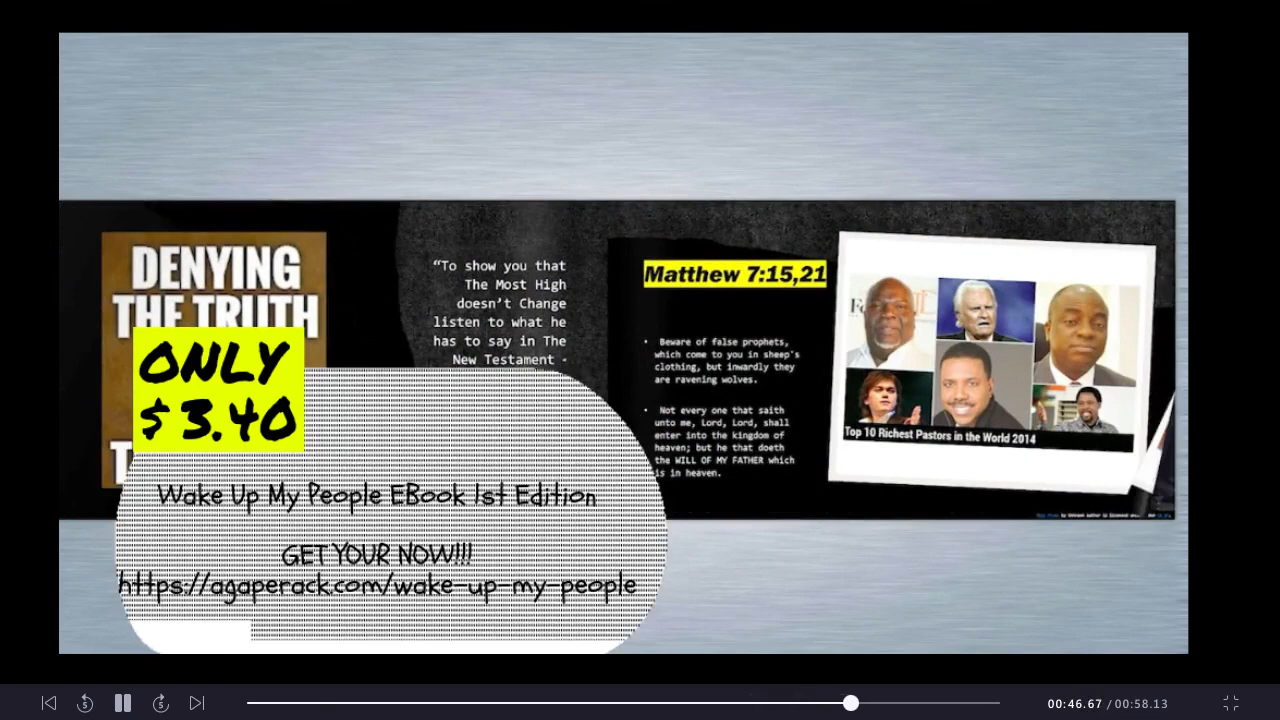 DENYING
THE TRUTH
ONLY
$3.40
“To show you that
The Most High
doesn’t Change
listen to what he
has to say in The
New Testament -
Matthew 7:15,21
• Beware of false prophets,
which come to you in sheep's
clothing, but inwardly they
are ravening wolves.
• Not every one that saith
unto me, Lord, Lord, shall
enter into the kingdom of
heaven; but he that doeth
the WILL OF MY FATHER which
is in heaven.
Top 10 Richest Pastors in the World 2014
Wake Up My People EBook 1st Edition
GET YOUR NOW!!!
https://agaperack.com/wake-up-my-people
5
5
00:46.67 / 00:58.13